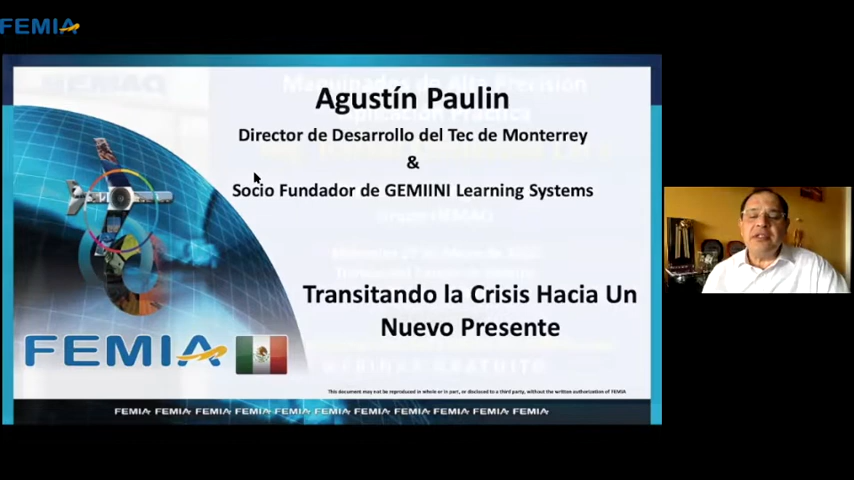 FEMIA
Agustín Paulin
Director de Desarrollo del Tec de Monterrey
&
Socio Fundador de GEMIINI Learning Systems
Transitando la Crisis Hacia Un
Nuevo Presente
FEMIA
This document may not be reproduced in whole or in part, or disclosed to a third party, without the written authorization of FEMIA
FEMIA FEMIA FEMIA FEMIA FEMIA FEMIA FEMIA FEMIA FEMIA FEMIA FEMIA